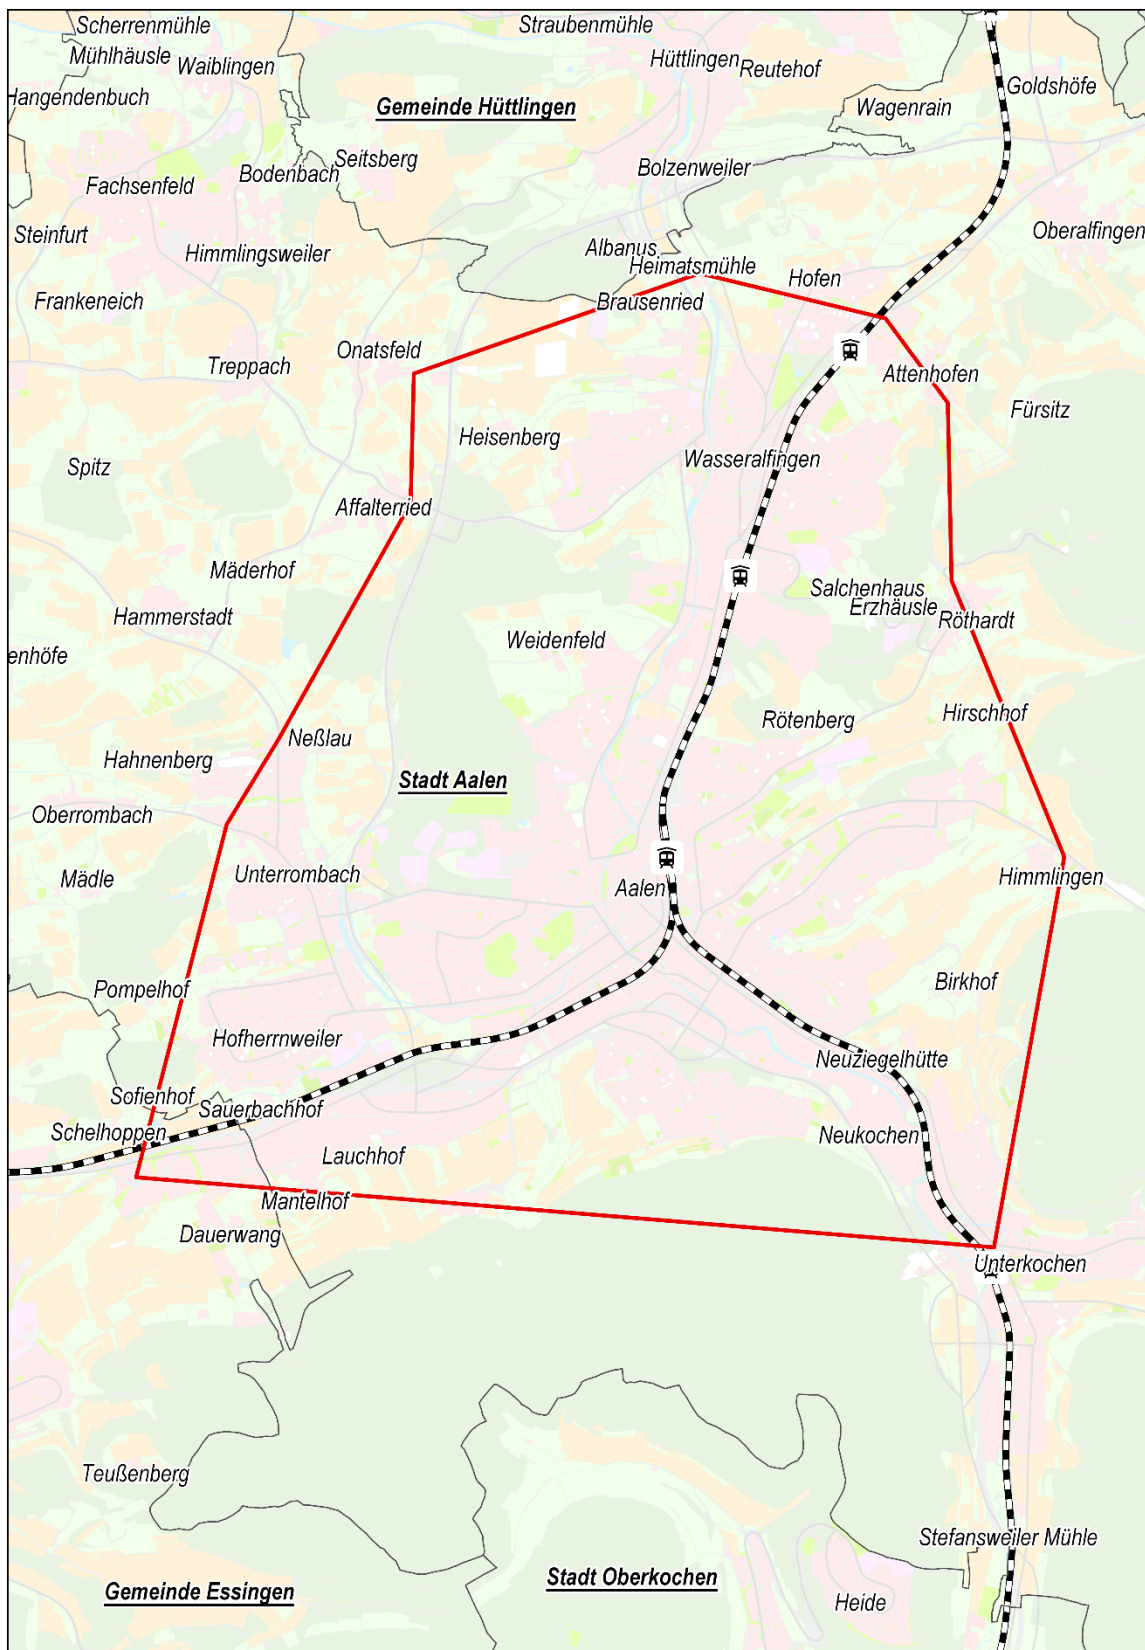 Scherrenmühle
Straubenmühle
Mühlhäusle
Waiblingen
Hüttlingen
Reutehof
Goldshöfe
Hangendenbuch
Gemeinde Hüttlingen
Wagenrain
Seitsberg
Bodenbach
Bolzenweiler
Fachsenfeld
Steinfurt
Oberalfingen
Himmlingsweiler
Albanus
Heimatsmühle
Hofen
Frankeneich
Brausenried
Onatsfeld
Treppach
Attenhofen
Fürsitz
Heisenberg
Spitz
Wasseralfingen
Affalterried
Mäderhof
Salchenhaus
Erzhäusle
Hammerstadt
Röthardt
Weidenfeld
enhöfe
Hirschhof
Rötenberg
Neßlau
Hahnenberg
Stadt Aalen
Oberrombach
Mädle
Unterrombach
Aalen
Himmlingen
Pompelhof
Birkhof
Hofherrnweiler
Neuziegelhütte
Sofienhof
Sauerbachhof
Schelhoppen
Neukochen
Lauchhof
Mantelhof
Dauerwang
Unterkochen
Teußenberg
Stefansweiler Mühle
Stadt Oberkochen
Gemeinde Essingen
Heide